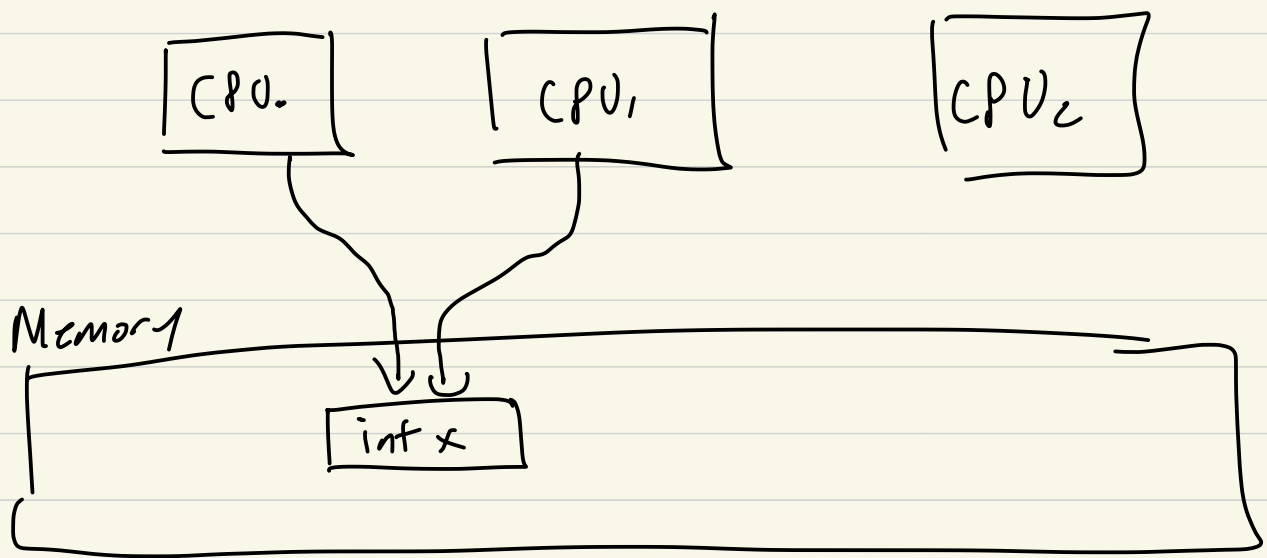 CPU₀
CPU₁
CPU₂
Memory
int x